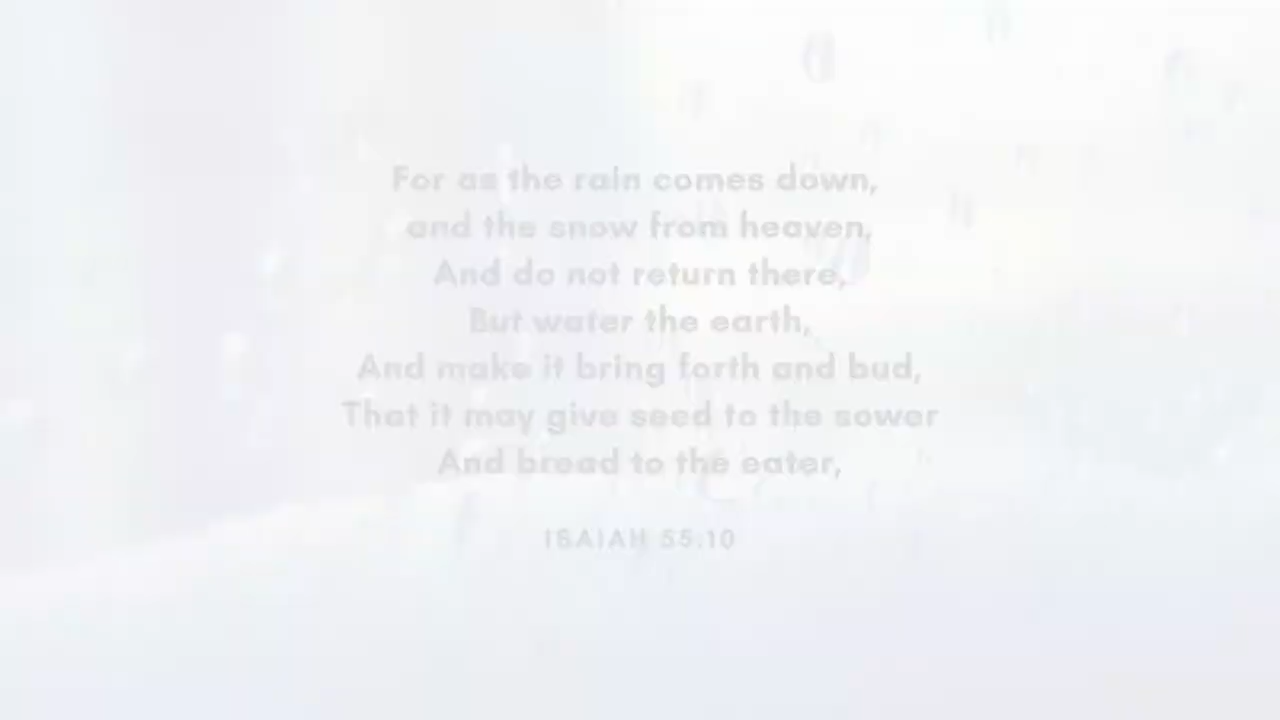 For as the rain comes down,
and the snow from heaven,
And do not return there,
But water the earth,
And make it bring forth and bud,
That it may give seed to the sower
And bread to the eater,
ISAIAH 55:10